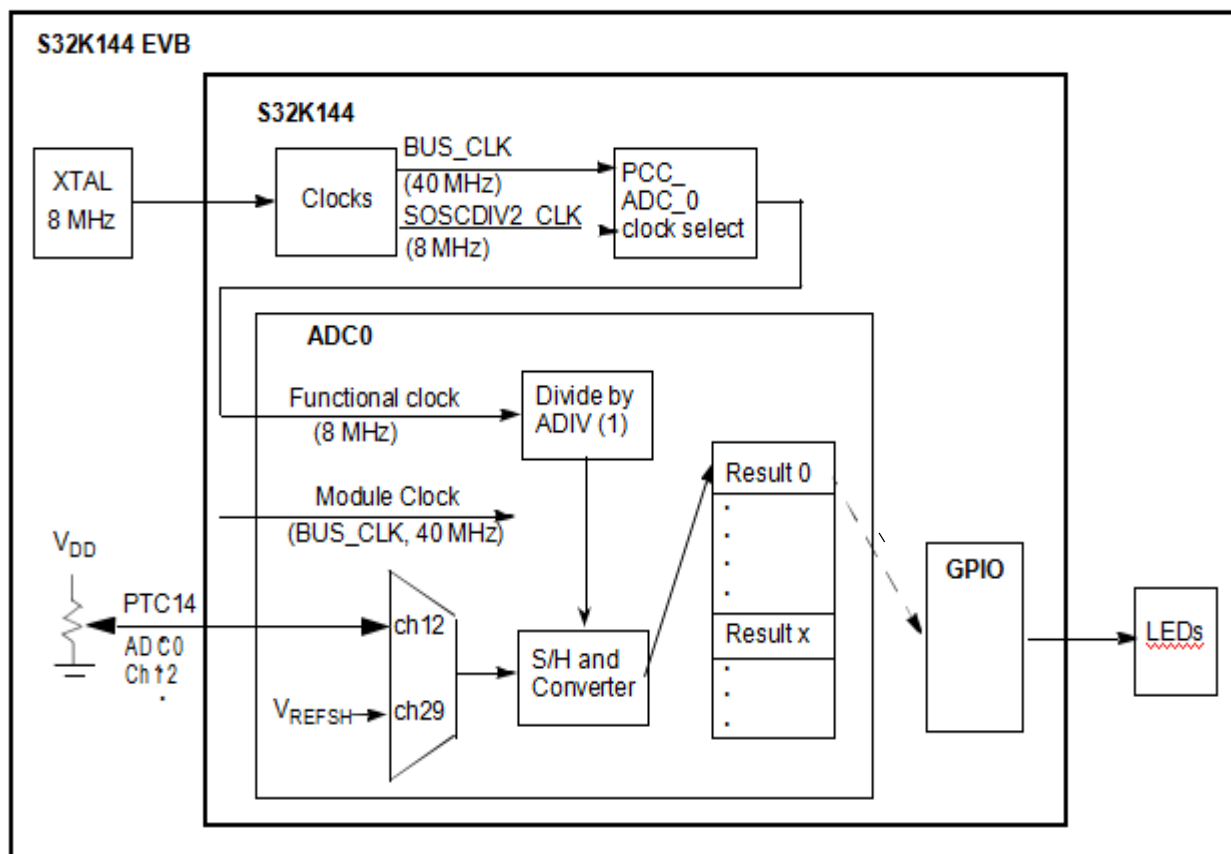 S32K144 EVB
S32K144
XTAL
8 MHz
Clocks
BUS_CLK
(40 MHz)
SOSCDIV2_CLK
(8 MHz)
PCC_
ADC_0
clock select
ADC0
Functional clock
(8 MHz)
Divide by
ADIV (1)
Module Clock
(BUS_CLK, 40 MHz)
VDD
PTC14
ADC0
Ch12
ch12
VREFSH
ch29
S/H and
Converter
Result 0
.
.
.
.
Result x
.
.
.
GPIO
LEDs